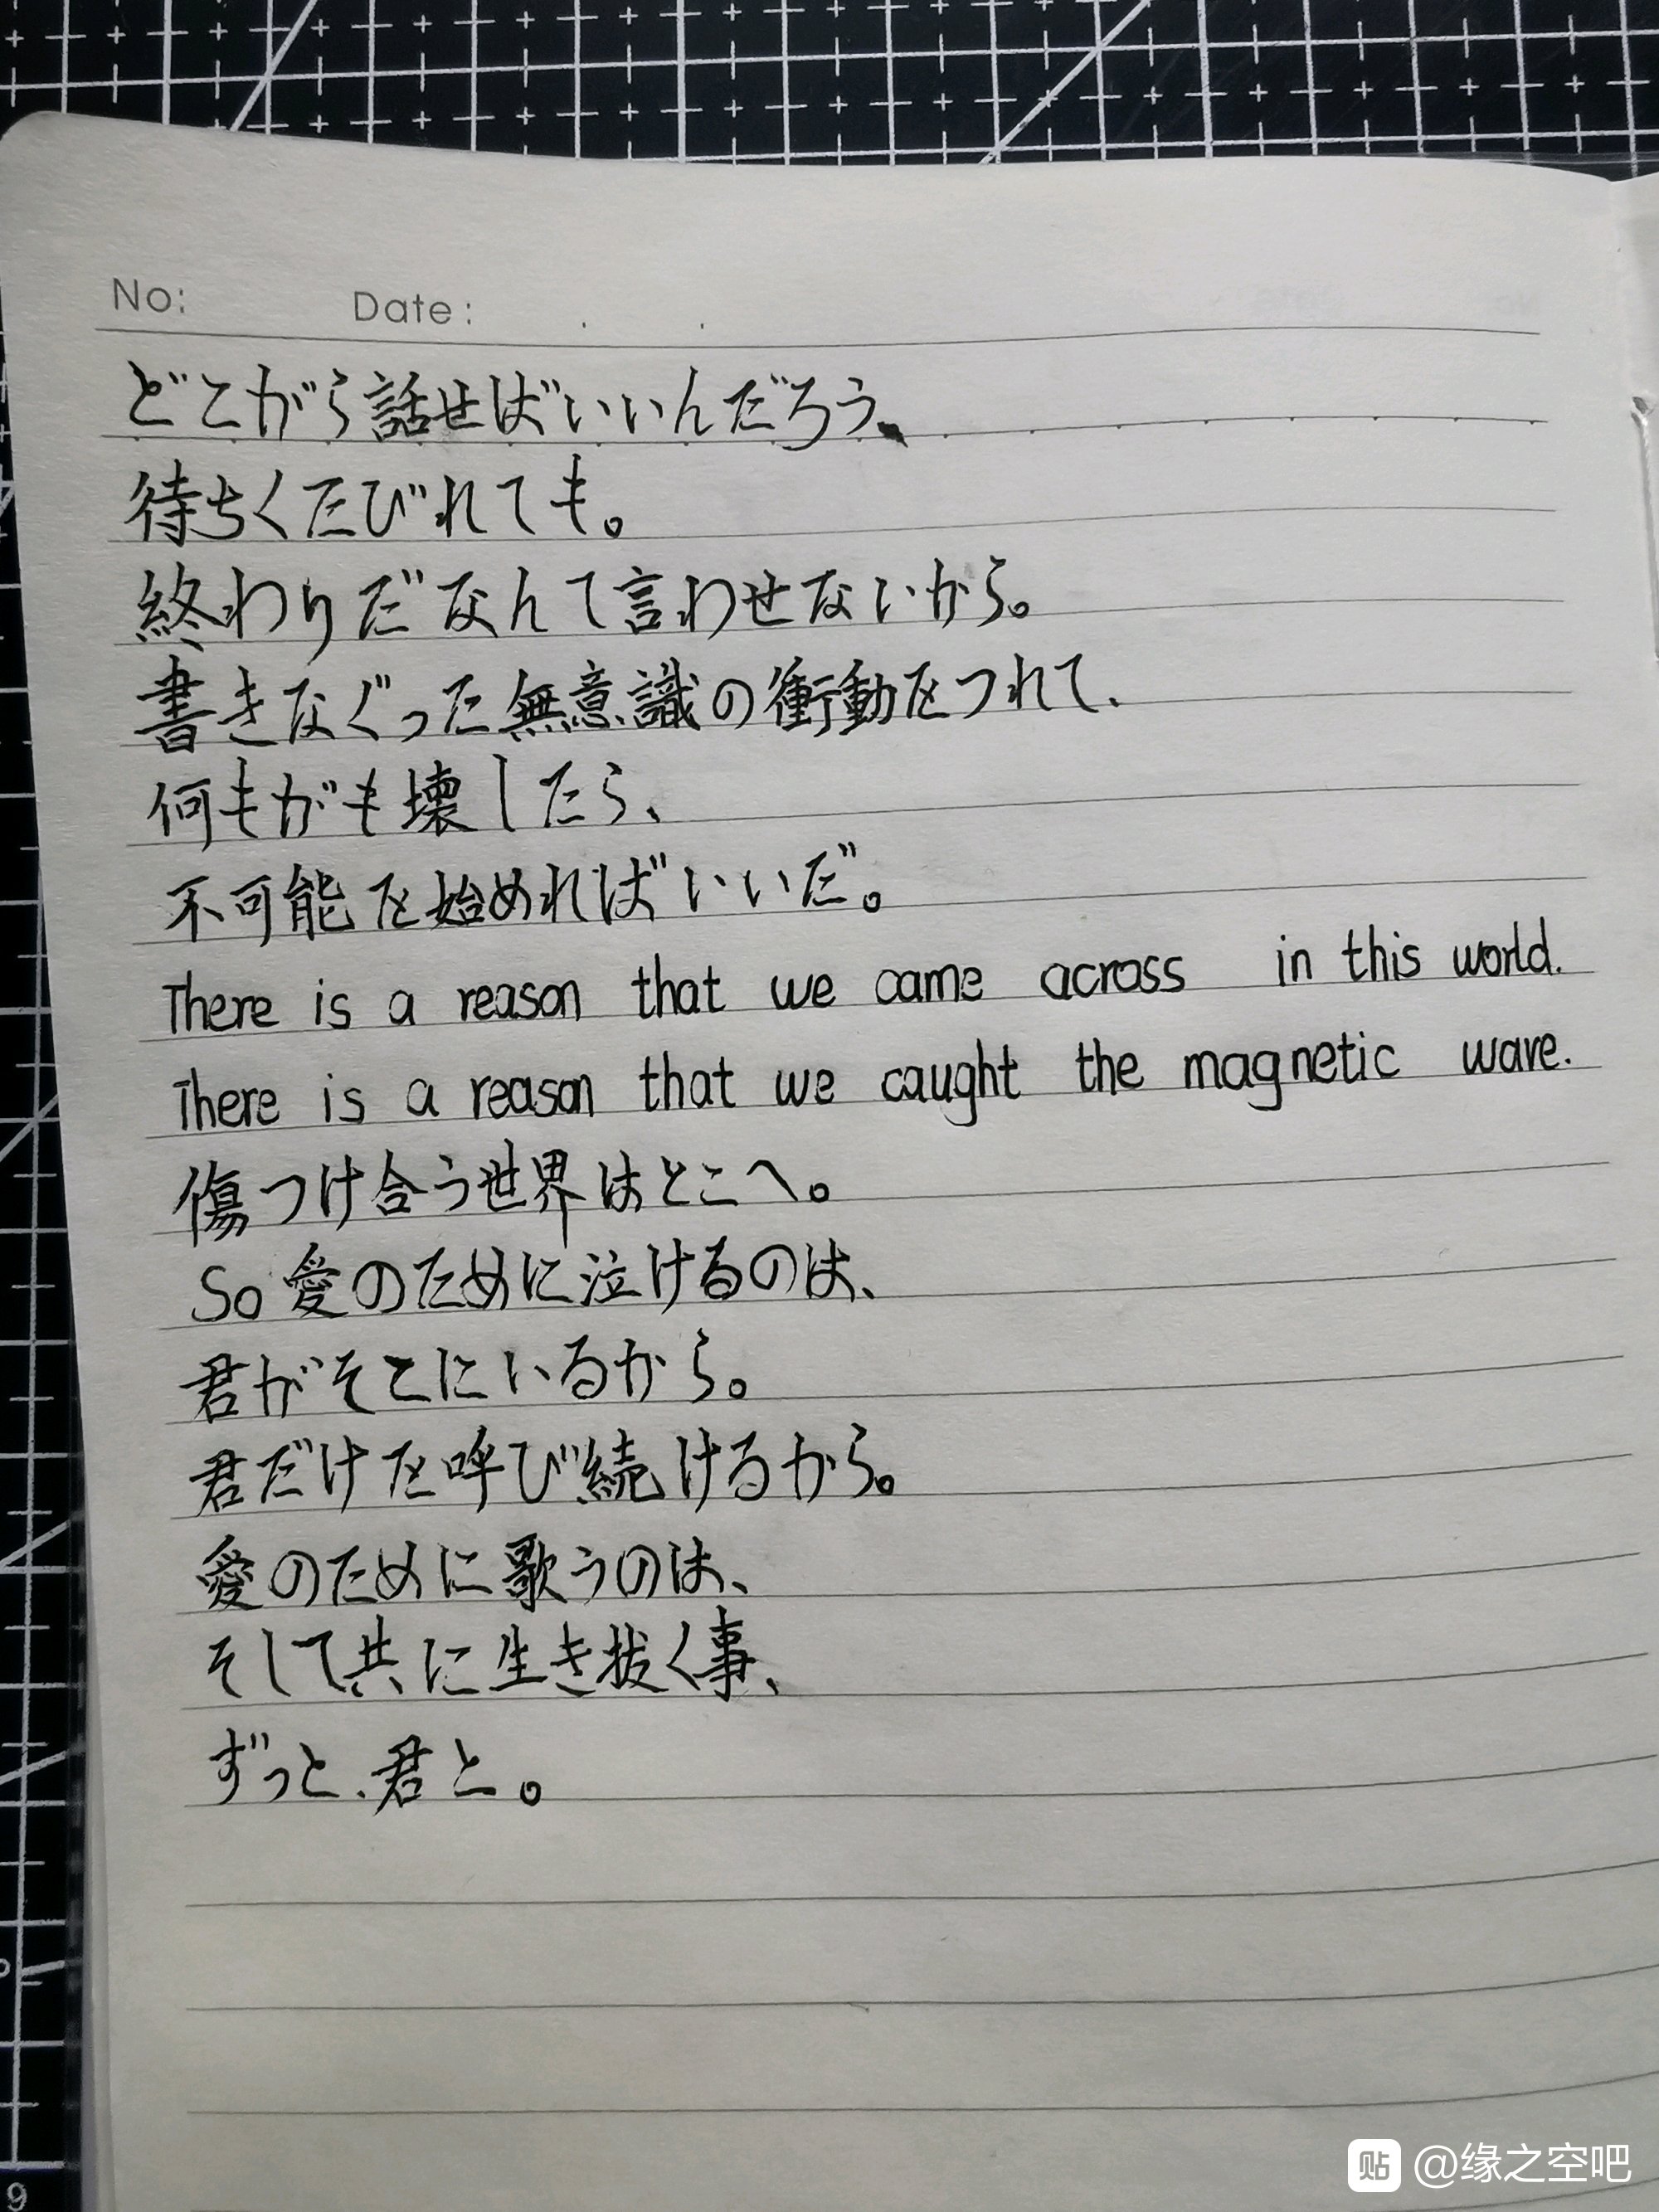 No: Date: . .
どこがら話せばいいんだろう、
待ちくたびれても。
終わりだなんて言わせないから。
書きなぐった無意識の衝動をつれて、
何もがも壊したら、
不可能を始めればいいだ。
There is a reason that we came across in this world.
There is a reason that we caught the magnetic wave.
傷つけ合う世界はとこへ。
So 愛のために泣けるのは、
君がそこにいるから。
君だけを呼び続けるから。
愛のために歌うのは、
そして共に生き抜く事、
ずっと、君と。
9
贴 @缘之空吧